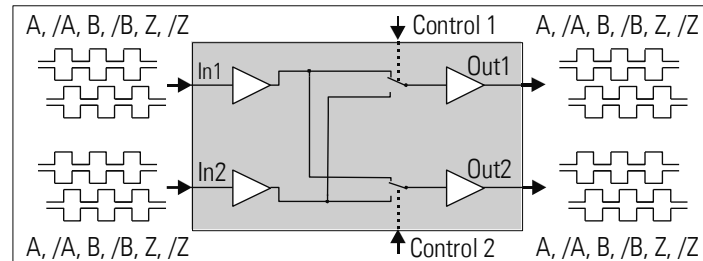 A, /A, B, /B, Z, /Z
Control 1
A, /A, B, /B, Z, /Z
In1
Out1
In2
Out2
A, /A, B, /B, Z, /Z
Control 2
A, /A, B, /B, Z, /Z